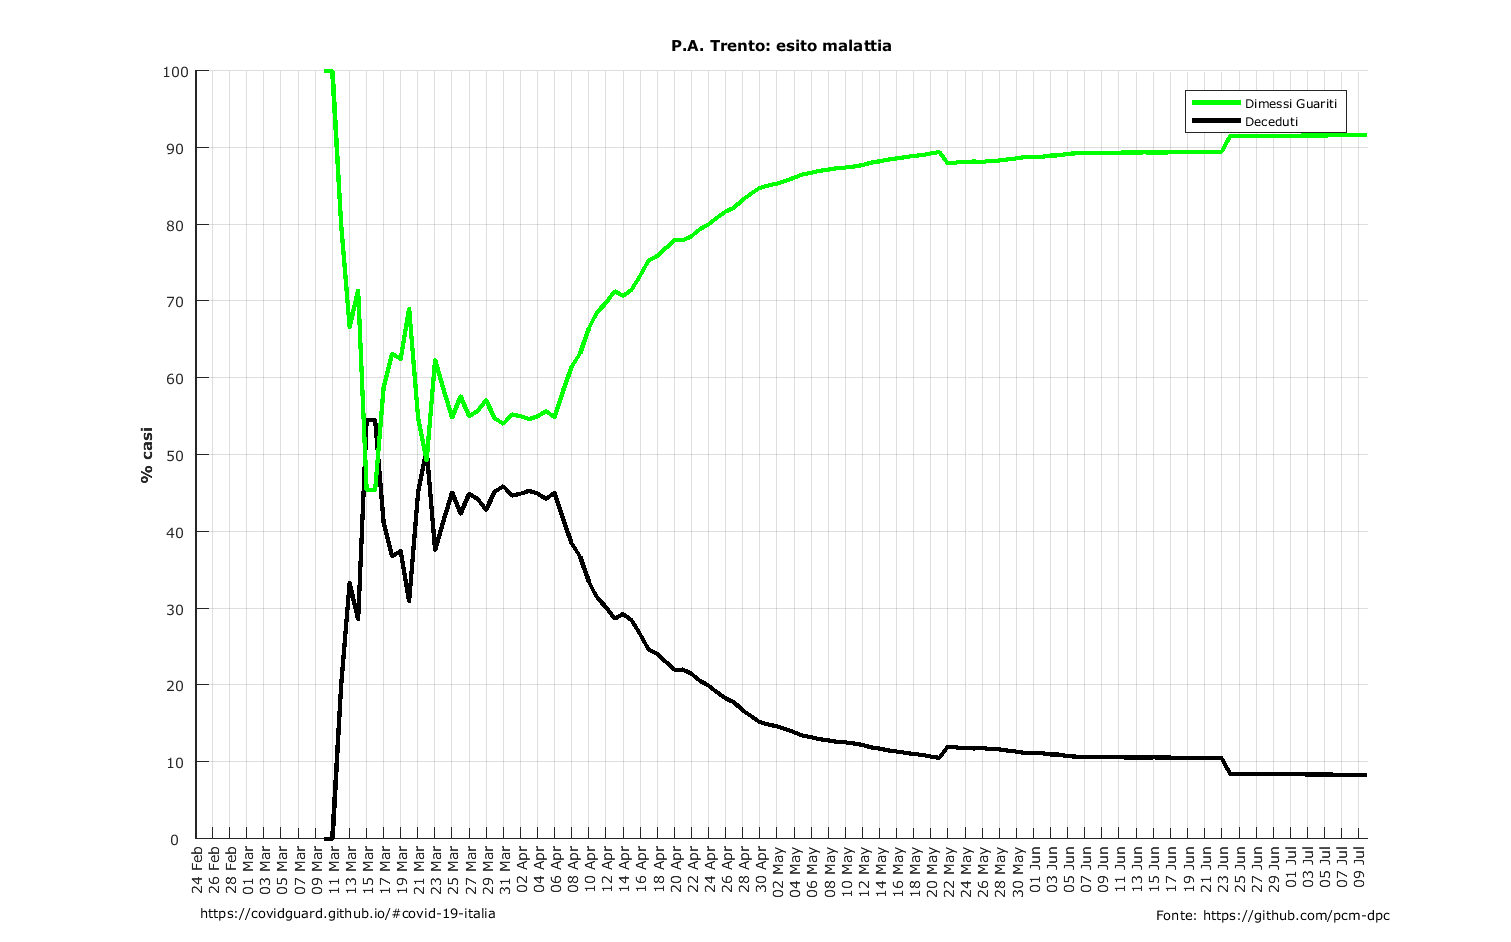 P.A. Trento: esito malattia
Dimessi Guariti
Deceduti
% casi
100
90
80
70
60
50
40
30
20
10
0
24 Feb
26 Feb
28 Feb
01 Mar
03 Mar
05 Mar
07 Mar
09 Mar
11 Mar
13 Mar
15 Mar
17 Mar
19 Mar
21 Mar
23 Mar
25 Mar
27 Mar
29 Mar
31 Mar
02 Apr
04 Apr
06 Apr
08 Apr
10 Apr
12 Apr
14 Apr
16 Apr
18 Apr
20 Apr
22 Apr
24 Apr
26 Apr
28 Apr
30 Apr
02 May
04 May
06 May
08 May
10 May
12 May
14 May
16 May
18 May
20 May
22 May
24 May
26 May
28 May
30 May
01 Jun
03 Jun
05 Jun
07 Jun
09 Jun
11 Jun
13 Jun
15 Jun
17 Jun
19 Jun
21 Jun
23 Jun
25 Jun
27 Jun
29 Jun
01 Jul
03 Jul
05 Jul
07 Jul
09 Jul
https://covidguard.github.io/#covid-19-italia
Fonte: https://github.com/pcm-dpc